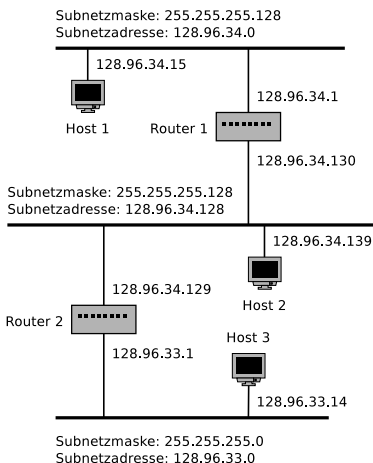 Subnetzmaske: 255.255.255.128
Subnetzadresse: 128.96.34.0
128.96.34.15
128.96.34.1
Host 1
Router 1
128.96.34.130
Subnetzmaske: 255.255.255.128
Subnetzadresse: 128.96.34.128
128.96.34.139
128.96.34.129
Host 2
Router 2
Host 3
128.96.33.1
128.96.33.14
Subnetzmaske: 255.255.255.0
Subnetzadresse: 128.96.33.0